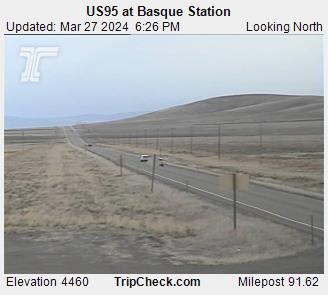 US95 at Basque Station
Updated: Mar 27 2024 6:26 PM Looking North
Elevation 4460 TripCheck.com Milepost 91.62